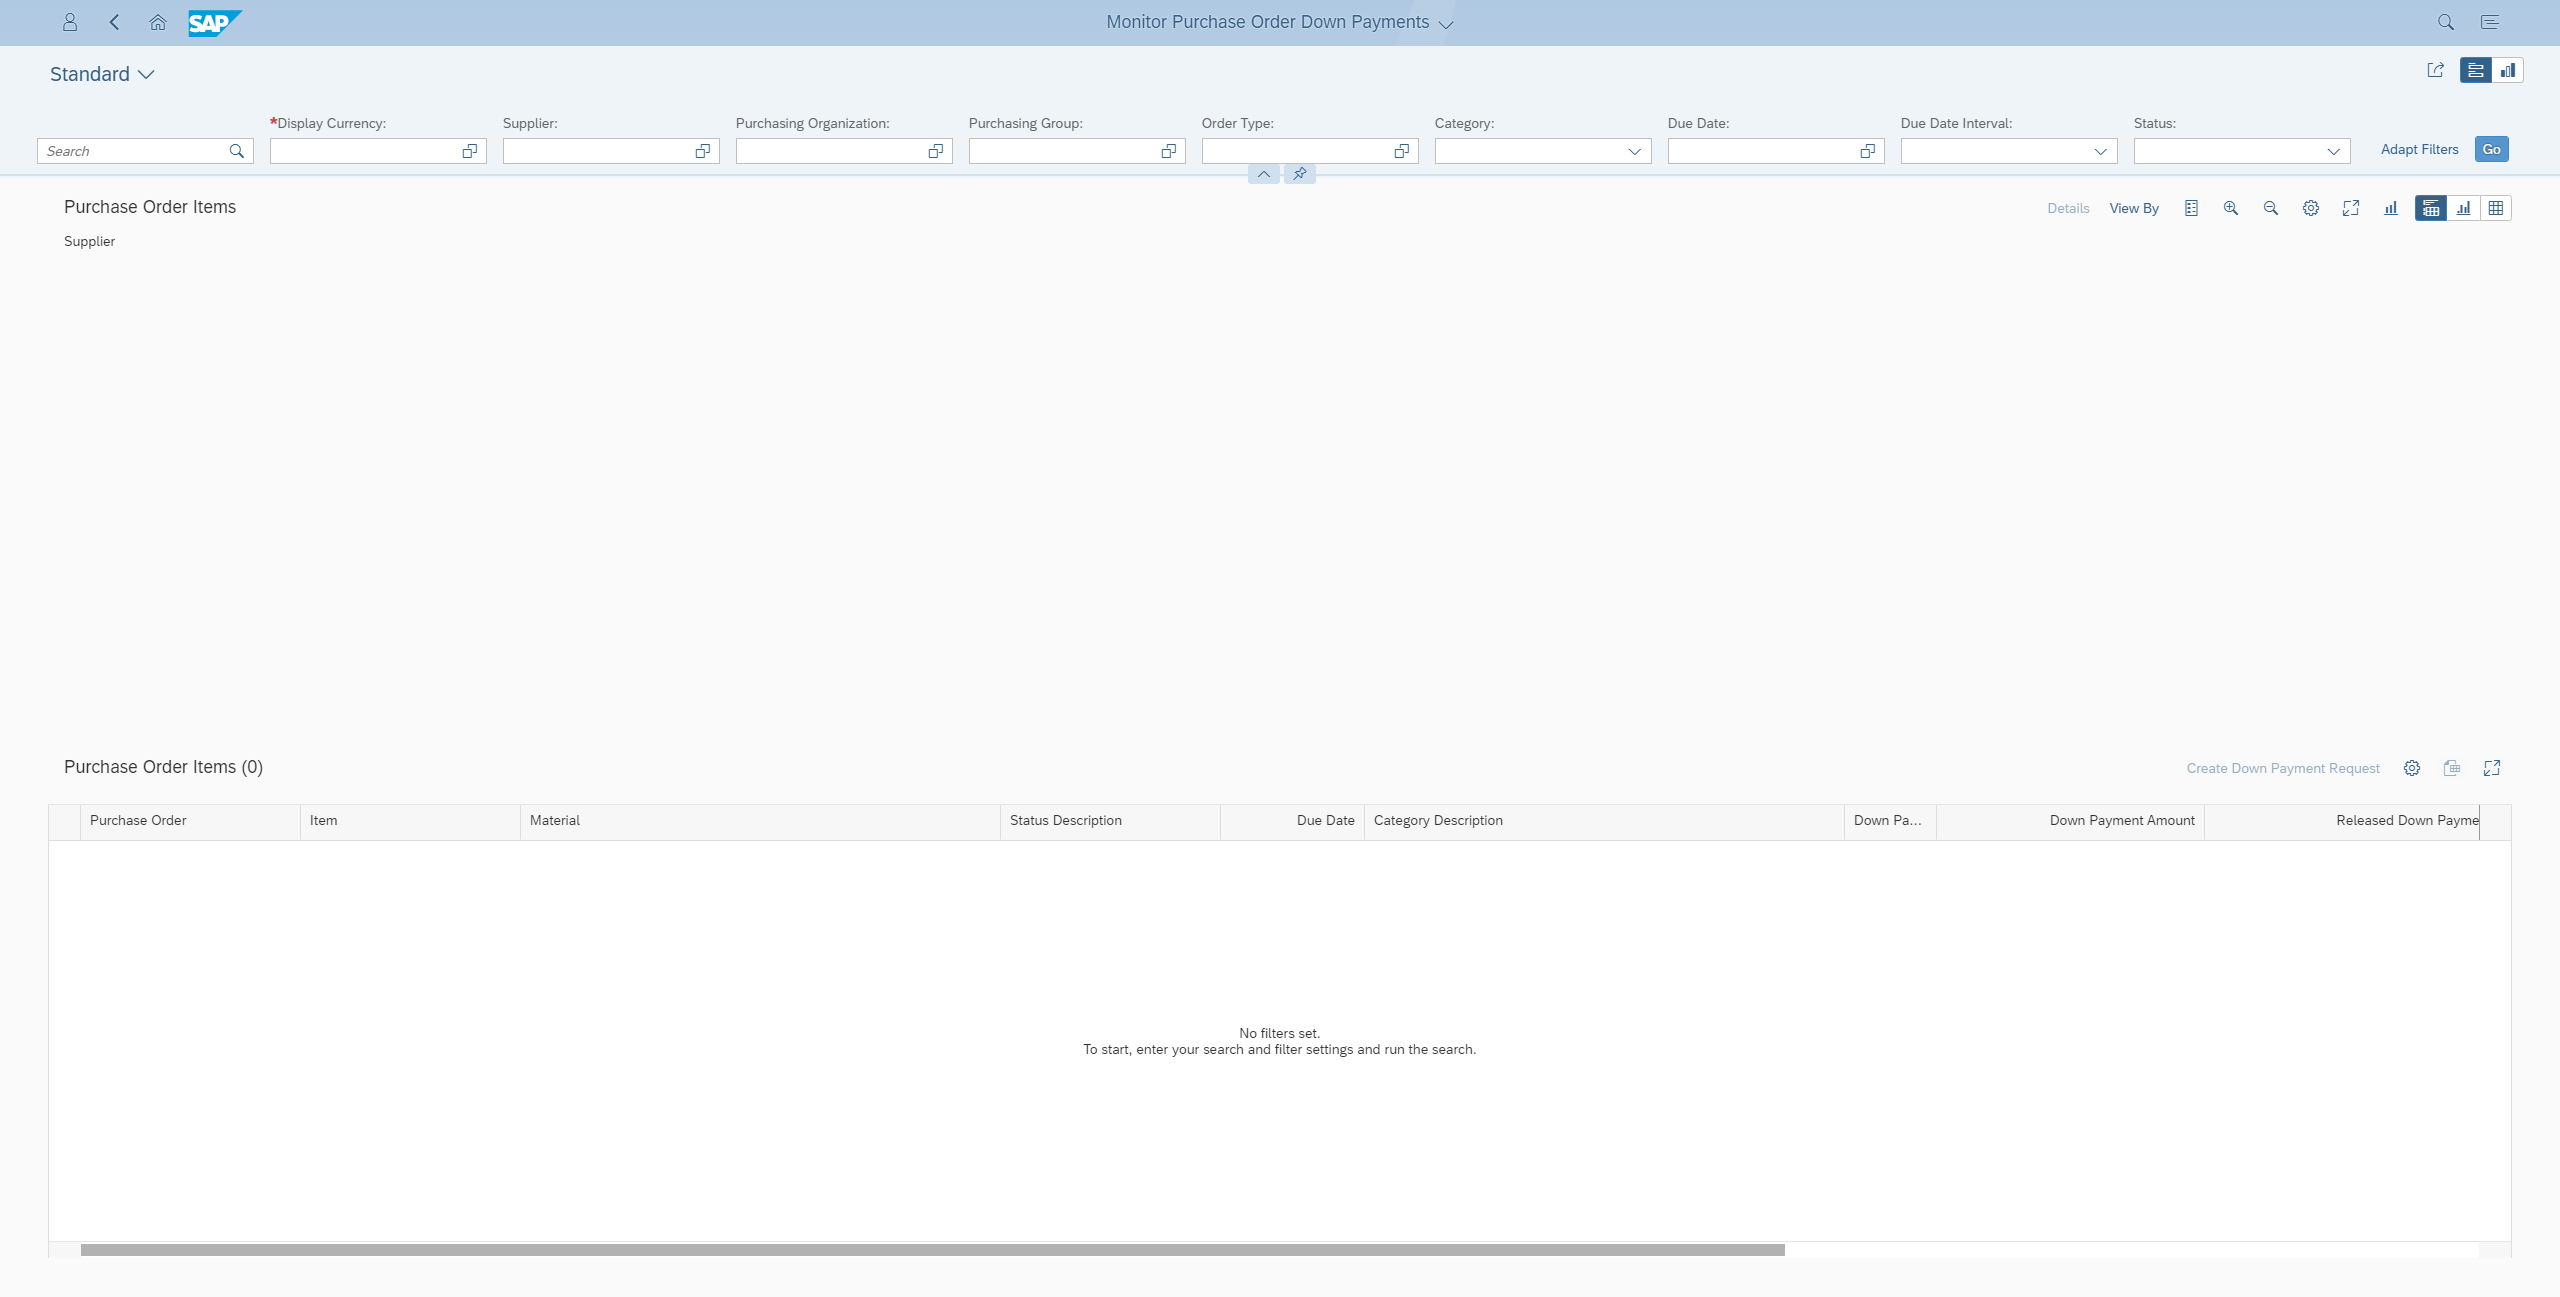 SAP
Monitor Purchase Order Down Payments
Standard
Search
*Display Currency:
Supplier:
Purchasing Organization:
Purchasing Group:
Order Type:
Category:
Due Date:
Due Date Interval:
Status:
Adapt Filters
Go
Purchase Order Items
Details
View By
Supplier
Purchase Order Items (0)
Create Down Payment Request
Purchase Order
Item
Material
Status Description
Due Date
Category Description
Down Pa...
Down Payment Amount
Released Down Payme
No filters set.
To start, enter your search and filter settings and run the search.